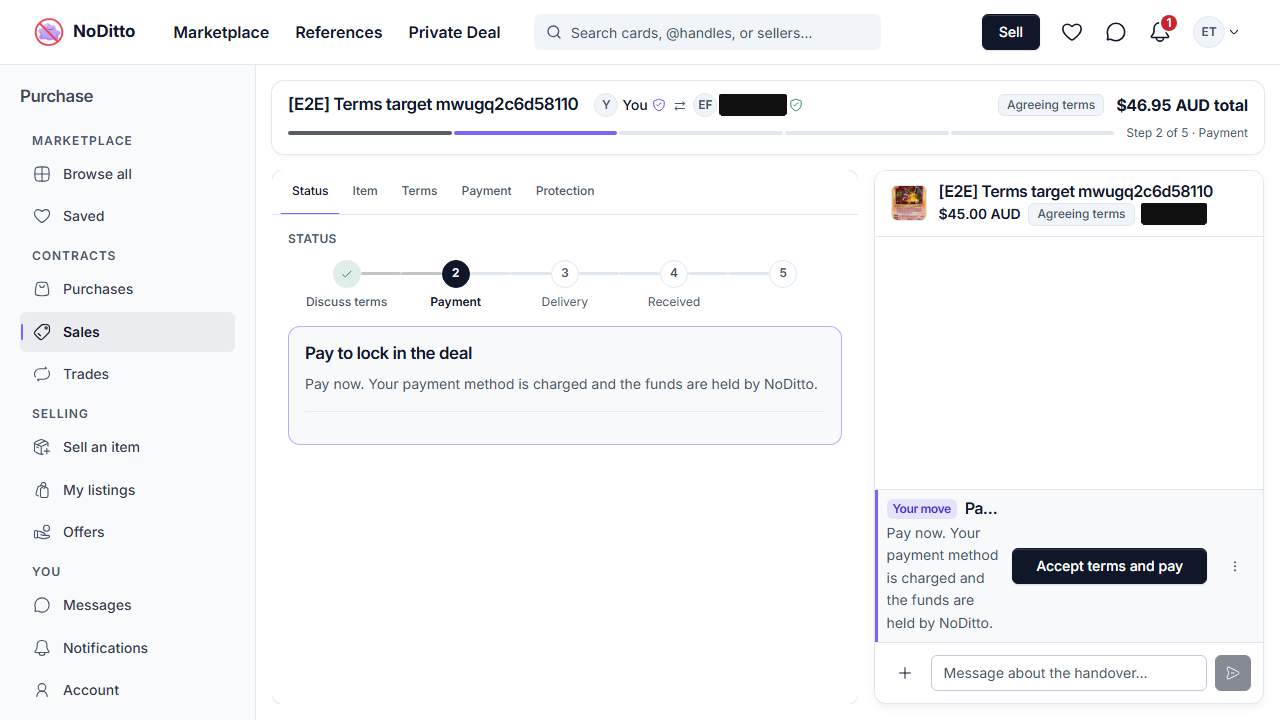 NoDitto
Marketplace
References
Private Deal
Search cards, @handles, or sellers...
Sell
1
ET
Purchase
MARKETPLACE
Browse all
Saved
CONTRACTS
Purchases
Sales
Trades
SELLING
Sell an item
My listings
Offers
YOU
Messages
Notifications
Account
[E2E] Terms target mwugq2c6d58110
Y You
EF
Agreeing terms
$46.95 AUD total
Step 2 of 5 · Payment
Status
Item
Terms
Payment
Protection
STATUS
2
3
4
5
Discuss terms
Payment
Delivery
Received
Pay to lock in the deal
Pay now. Your payment method is charged and the funds are held by NoDitto.
[E2E] Terms target mwugq2c6d58110
$45.00 AUD
Agreeing terms
Your move
Pa...
Pay now. Your
payment method
is charged and
the funds are
held by NoDitto.
Accept terms and pay
Message about the handover...